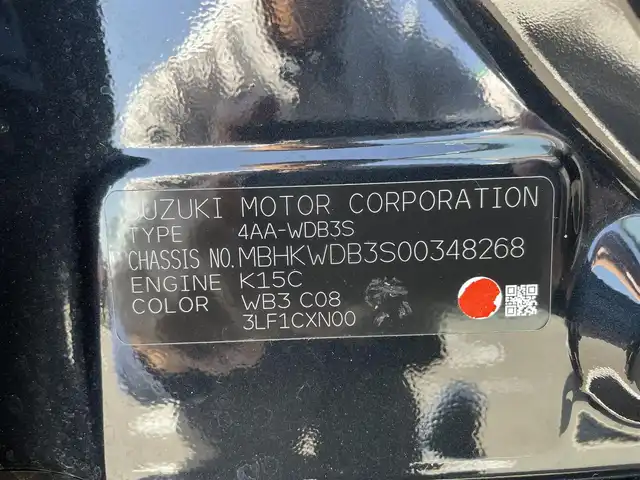 SUZUKI MOTOR CORPORATION
TYPE 4AA-WDB3S
CHASSIS NO. MBHKWDB3S00348268
ENGINE K15C
COLOR WB3 C08
3LF1CXN00